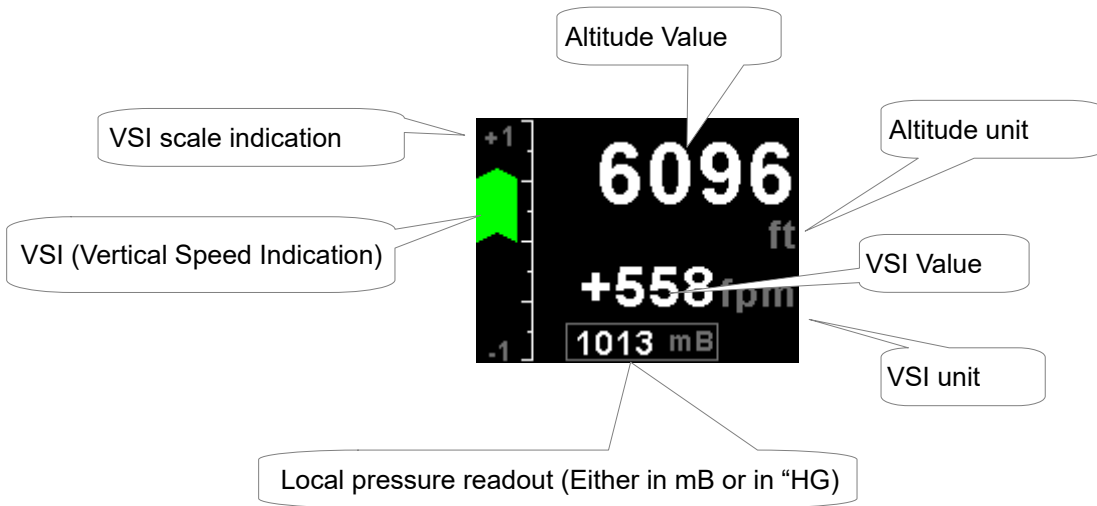 Altitude Value
VSI scale indication
Altitude unit
+1
6096
ft
VSI (Vertical Speed Indication)
VSI Value
+558fpm
1013 mB
-1
VSI unit
Local pressure readout (Either in mB or in “HG)